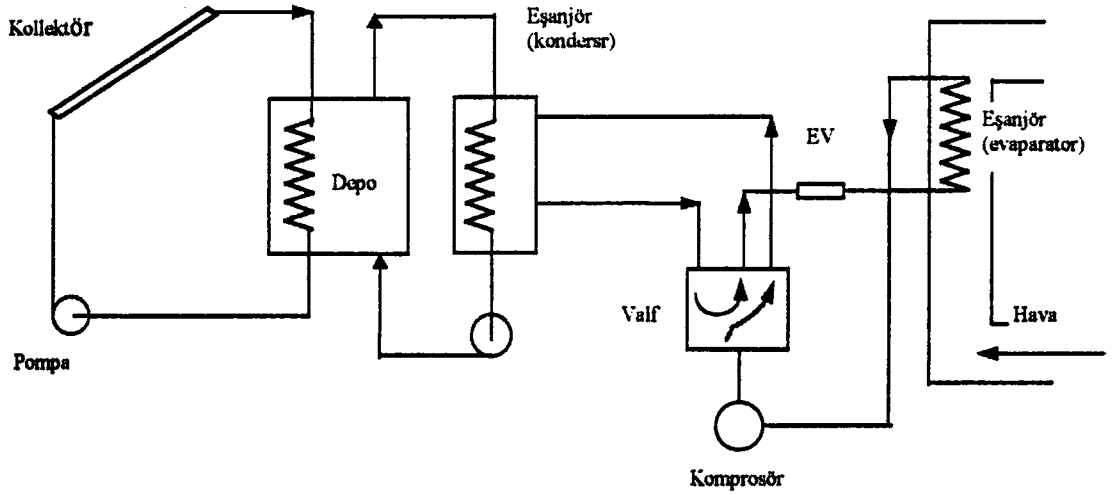 Kollektör
Eşanjör
(kondersr)
Depo
EV
Eşanjör
(evaparator)
Valf
Hava
Pompa
Komprosör